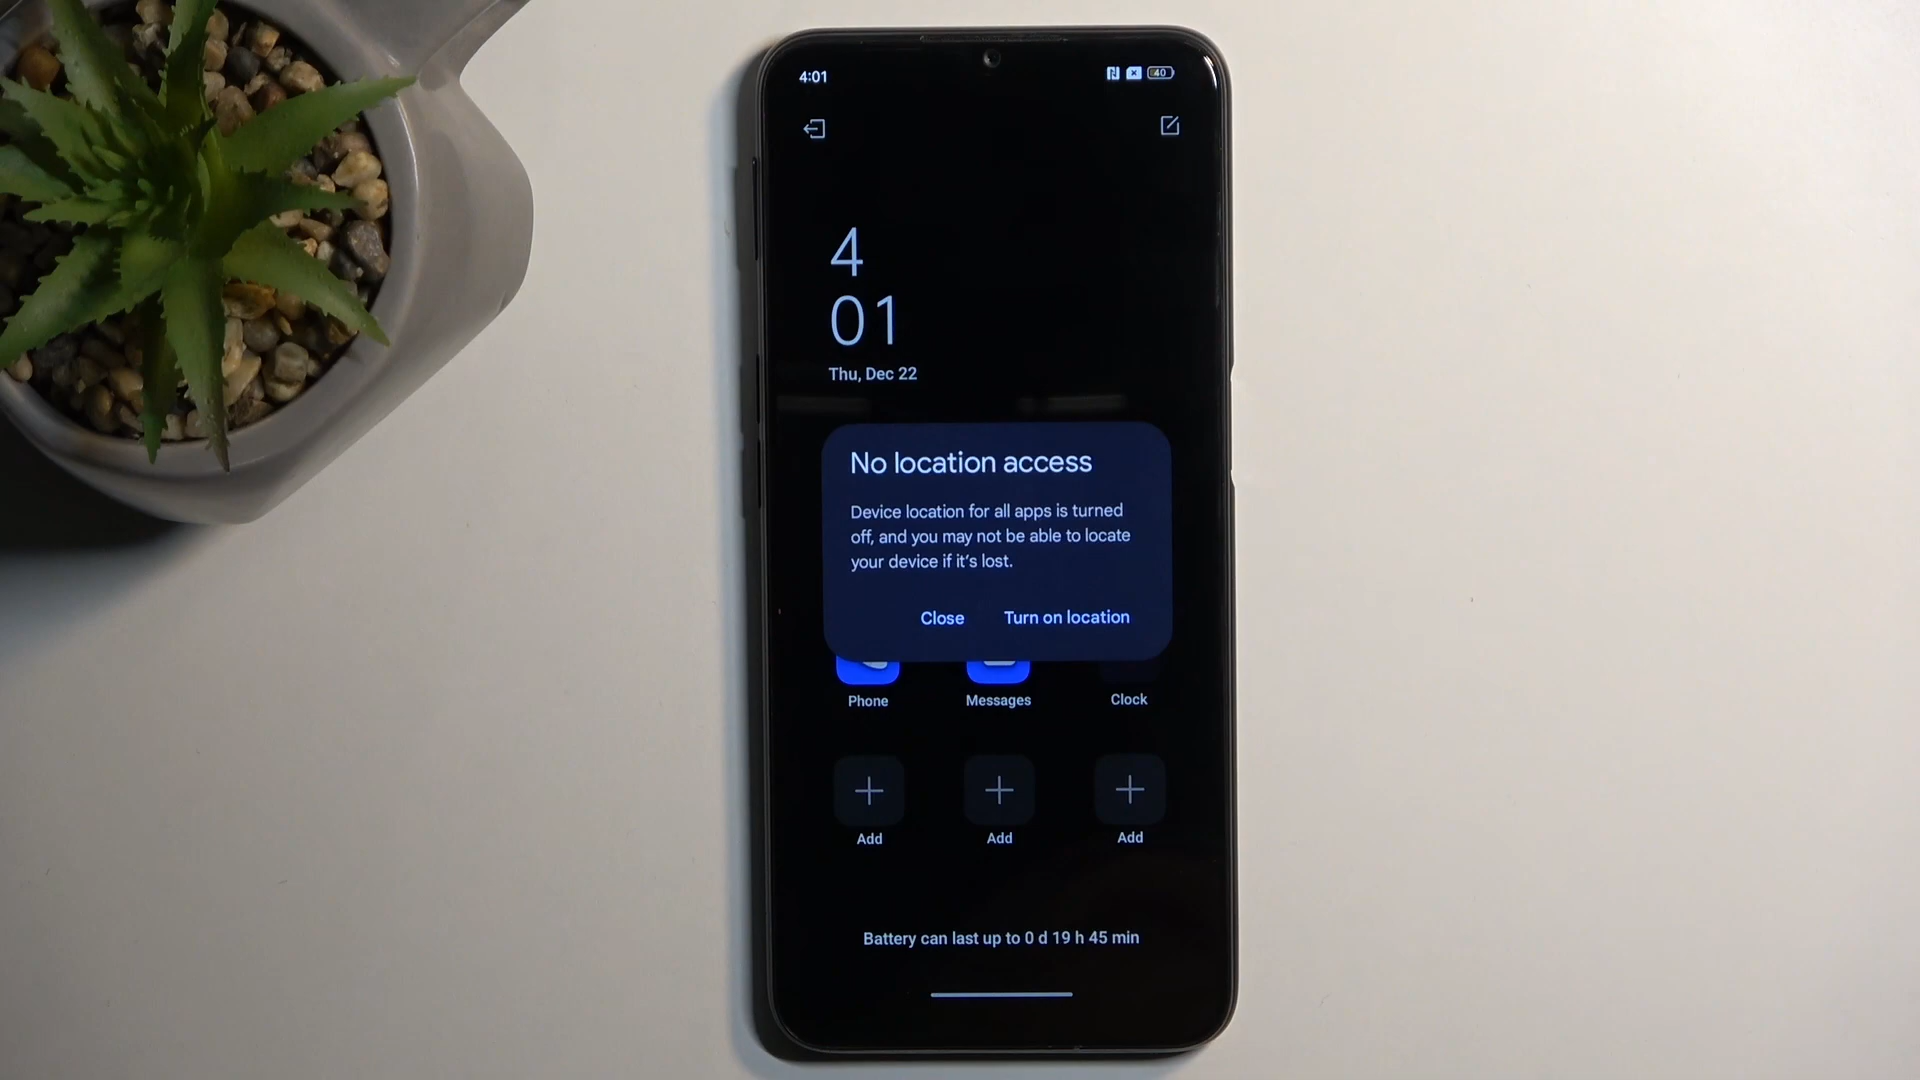 4:01
40
4
01
Thu, Dec 22
No location access
Device location for all apps is turned
off, and you may not be able to locate
your device if it's lost.
Close Turn on location
Phone Messages Clock
Add Add Add
Battery can last up to 0 d 19 h 45 min